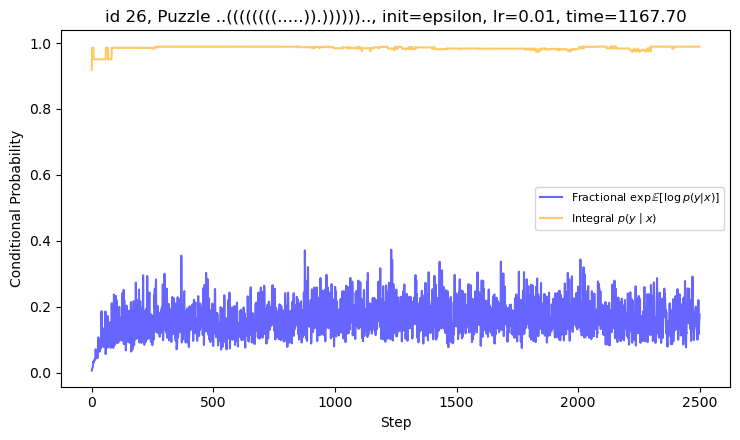 id 26, Puzzle ..((((((((.....)).)))))).., init=epsilon, lr=0.01, time=1167.70
1.0
0.8
Conditional Probability
0.6
Fractional exp𝔼[log p(y|x)]
Integral p(y | x)
0.4
0.2
0.0
0
500
1000
1500
2000
2500
Step